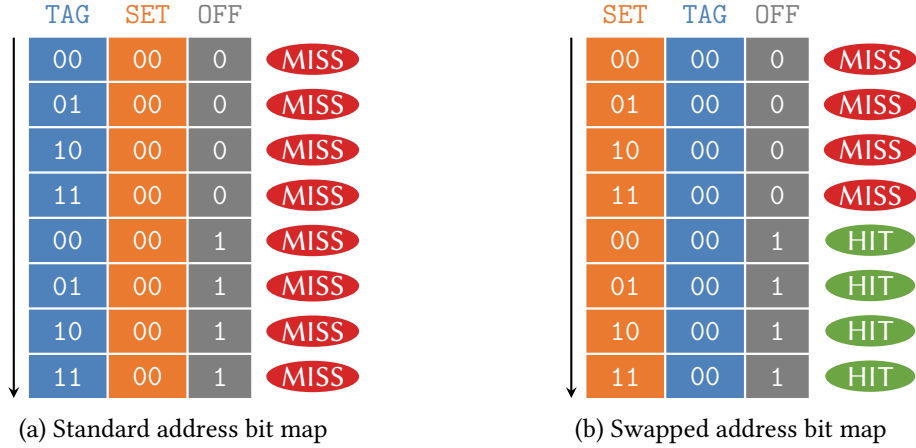 TAG SET OFF
00 00 0 MISS
01 00 0 MISS
10 00 0 MISS
11 00 0 MISS
00 00 1 MISS
01 00 1 MISS
10 00 1 MISS
11 00 1 MISS
(a) Standard address bit map
SET TAG OFF
00 00 0 MISS
01 00 0 MISS
10 00 0 MISS
11 00 0 MISS
00 00 1 HIT
01 00 1 HIT
10 00 1 HIT
11 00 1 HIT
(b) Swapped address bit map